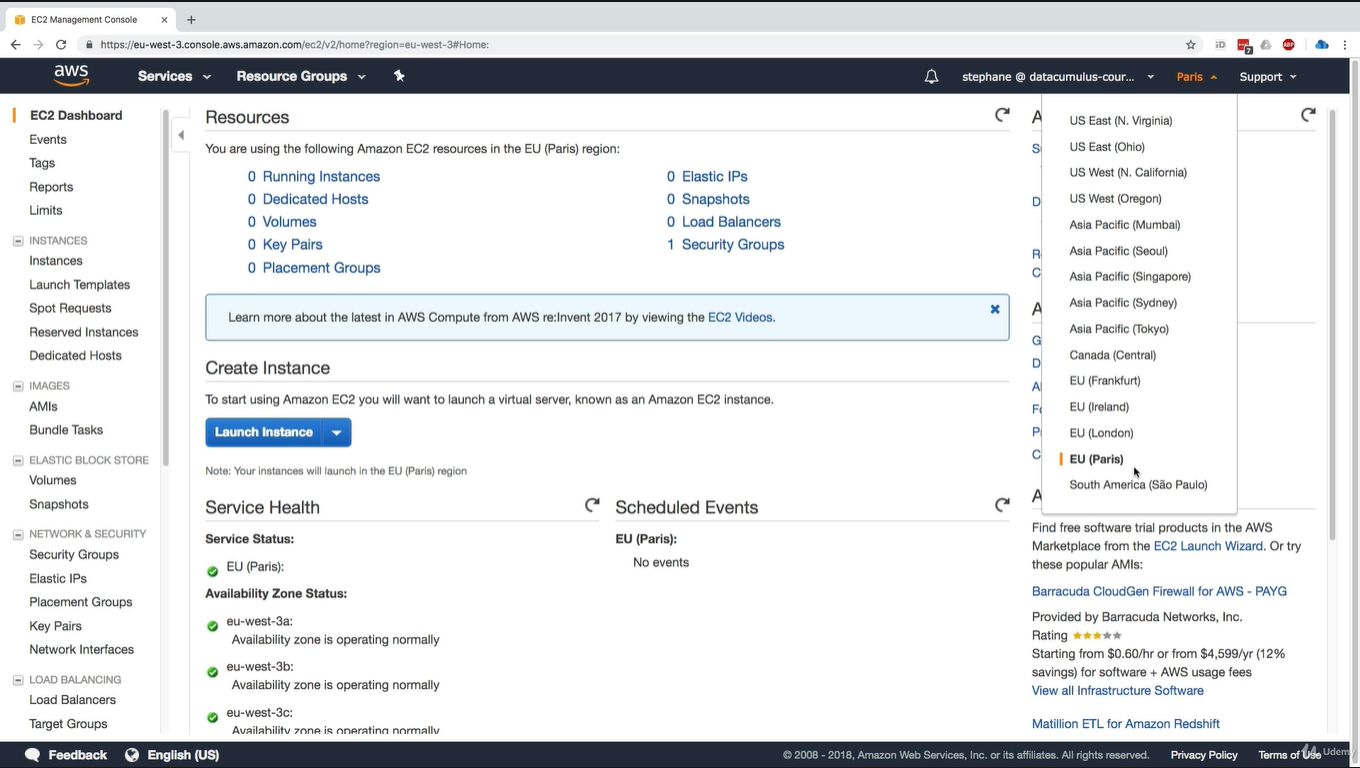 EC2 Management Console
https://eu-west-3.console.aws.amazon.com/ec2/v2/home?region=eu-west-3#Home:
iD
7
ABP
aws
Services
Resource Groups
stephane @ datacumulus-cour...
Paris
Support
EC2 Dashboard
Events
Tags
Reports
Limits
INSTANCES
Instances
Launch Templates
Spot Requests
Reserved Instances
Dedicated Hosts
IMAGES
AMIs
Bundle Tasks
ELASTIC BLOCK STORE
Volumes
Snapshots
NETWORK & SECURITY
Security Groups
Elastic IPs
Placement Groups
Key Pairs
Network Interfaces
LOAD BALANCING
Load Balancers
Target Groups
Resources
You are using the following Amazon EC2 resources in the EU (Paris) region:
0 Running Instances
0 Dedicated Hosts
0 Volumes
0 Key Pairs
0 Placement Groups
0 Elastic IPs
0 Snapshots
0 Load Balancers
1 Security Groups
Learn more about the latest in AWS Compute from AWS re:Invent 2017 by viewing the EC2 Videos.
Create Instance
To start using Amazon EC2 you will want to launch a virtual server, known as an Amazon EC2 instance.
Launch Instance
Note: Your instances will launch in the EU (Paris) region
Service Health
Service Status:
EU (Paris):
Availability Zone Status:
eu-west-3a:
Availability zone is operating normally
eu-west-3b:
Availability zone is operating normally
eu-west-3c:
Availability zone is operating normally
Scheduled Events
EU (Paris):
No events
US East (N. Virginia)
US East (Ohio)
US West (N. California)
US West (Oregon)
Asia Pacific (Mumbai)
Asia Pacific (Seoul)
Asia Pacific (Singapore)
Asia Pacific (Sydney)
Asia Pacific (Tokyo)
Canada (Central)
EU (Frankfurt)
EU (Ireland)
EU (London)
EU (Paris)
South America (São Paulo)
Find free software trial products in the AWS
Marketplace from the EC2 Launch Wizard. Or try
these popular AMIs:
Barracuda CloudGen Firewall for AWS - PAYG
Provided by Barracuda Networks, Inc.
Rating
Starting from $0.60/hr or from $4,599/yr (12%
savings) for software + AWS usage fees
View all Infrastructure Software
Matillion ETL for Amazon Redshift
Feedback
English (US)
© 2008 - 2018, Amazon Web Services, Inc. or its affiliates. All rights reserved.
Privacy Policy
Terms of Use
Udemy